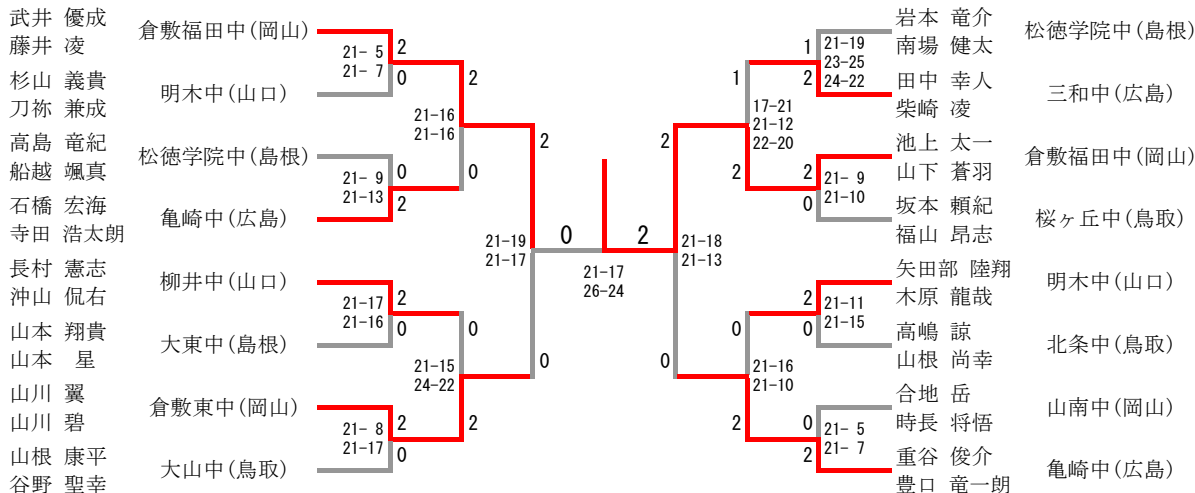 武井 優成
藤井 凌
倉敷福田中(岡山)
杉山 義貴
刀祢 兼成
明木中(山口)
高島 竜紀
船越 颯真
松徳学院中(島根)
石橋 宏海
寺田 浩太朗
亀崎中(広島)
長村 憲志
沖山 侃右
柳井中(山口)
山本 翔貴
山本 星
大東中(島根)
山川 翼
山川 碧
倉敷東中(岡山)
山根 康平
谷野 聖幸
大山中(鳥取)
21- 5
21- 7
2
0
21- 9
21-13
0
2
21-17
21-16
2
0
21- 8
21-17
2
0
21-16
21-16
2
0
21-15
24-22
0
2
21-19
21-17
2
0
0
2
21-17
26-24
21-18
21-13
2
0
17-21
21-12
22-20
1
2
21-16
21-10
0
2
21-19
23-25
24-22
1
2
21- 9
21-10
2
0
21-11
21-15
2
0
21- 5
21- 7
0
2
岩本 竜介
南場 健太
松徳学院中(島根)
田中 幸人
柴崎 凌
三和中(広島)
池上 太一
山下 蒼羽
倉敷福田中(岡山)
坂本 頼紀
福山 昂志
桜ヶ丘中(鳥取)
矢田部 陸翔
木原 龍哉
明木中(山口)
高嶋 諒
山根 尚幸
北条中(鳥取)
合地 岳
時長 将悟
山南中(岡山)
重谷 俊介
豊口 竜一朗
亀崎中(広島)